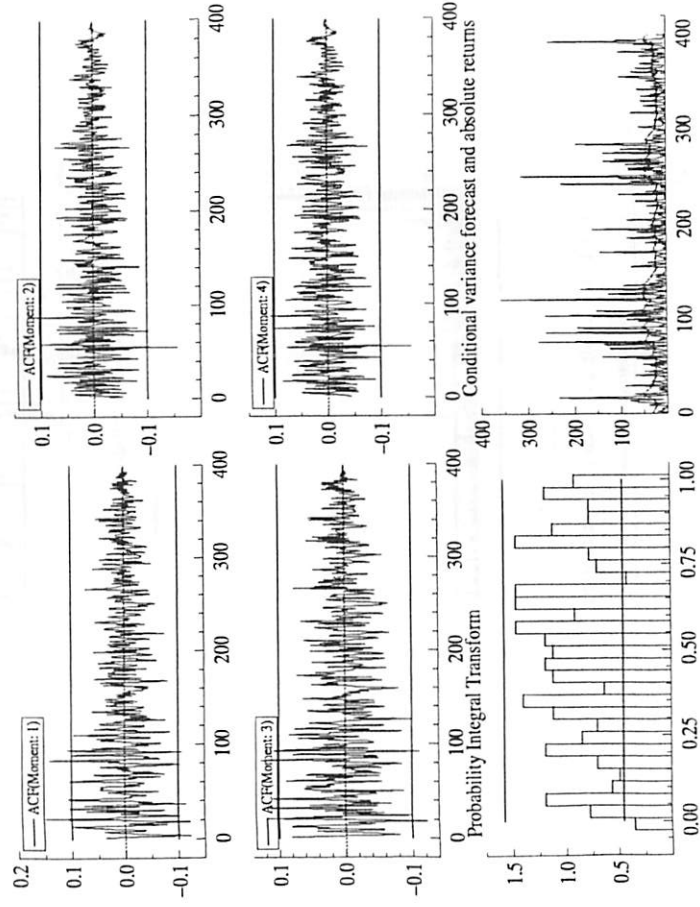 ACF(Moment: 1)
0.2
0.1
0.0
−0.1
0 100 200 300 400
ACF(Moment: 2)
0.1
0.0
−0.1
0 100 200 300 400
ACF(Moment: 3)
0.1
0.0
−0.1
0 100 200 300 400
ACF(Moment: 4)
0.1
0.0
−0.1
0 100 200 300 400
Probability Integral Transform
1.5
1.0
0.5
0.00 0.25 0.50 0.75 1.00
Conditional variance forecast and absolute returns
400
300
200
100
0 100 200 300 400